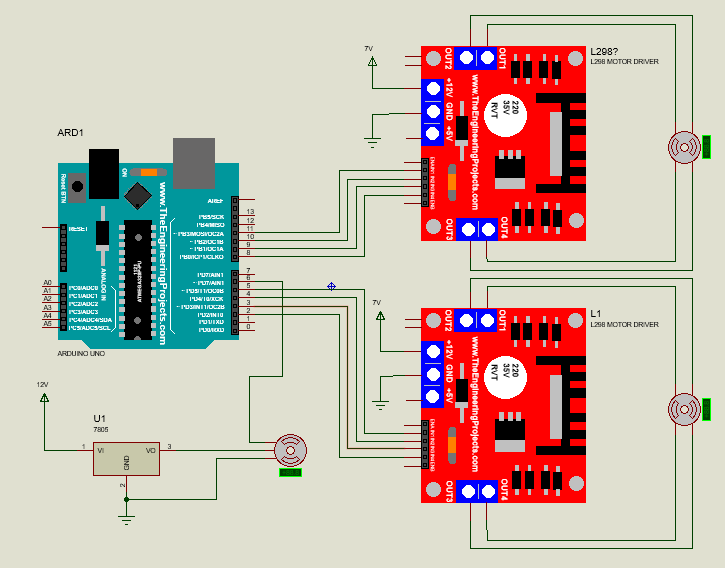 ARD1
Reset BTN
ON
www.TheEngineeringProjects.com
RESET
ANALOG IN
AREF
PB5/SCK
PB4/MISO
~PB3/MOSI/OC2A
~PB2/OC1B
~PB1/OC1A
PB0/ICP1/CLKO
13
12
11
10
9
8
PD7/AIN1
~PD6/AIN0
PD4/T0/XCK
~PD3/INT1/OC2B
PD2/INT0
PD1/TXD
PD0/RXD
7
6
5
4
3
2
1
0
A0
A1
A2
A3
A4
A5
PC0/ADC0
PC1/ADC1
PC2/ADC2
PC3/ADC3
PC4/ADC4/SDA
PC5/ADC5/SCL
ARDUINO UNO
12V
U1
7805
1
VI
VO
3
GND
2
7V
OUT2
OUT1
+12V
GND
+5V
www.TheEngineeringProjects.com
220
35V
RVT
OUT3
OUT4
L298?
L298 MOTOR DRIVER
7V
OUT2
OUT1
+12V
GND
+5V
www.TheEngineeringProjects.com
220
35V
RVT
OUT3
OUT4
L1
L298 MOTOR DRIVER